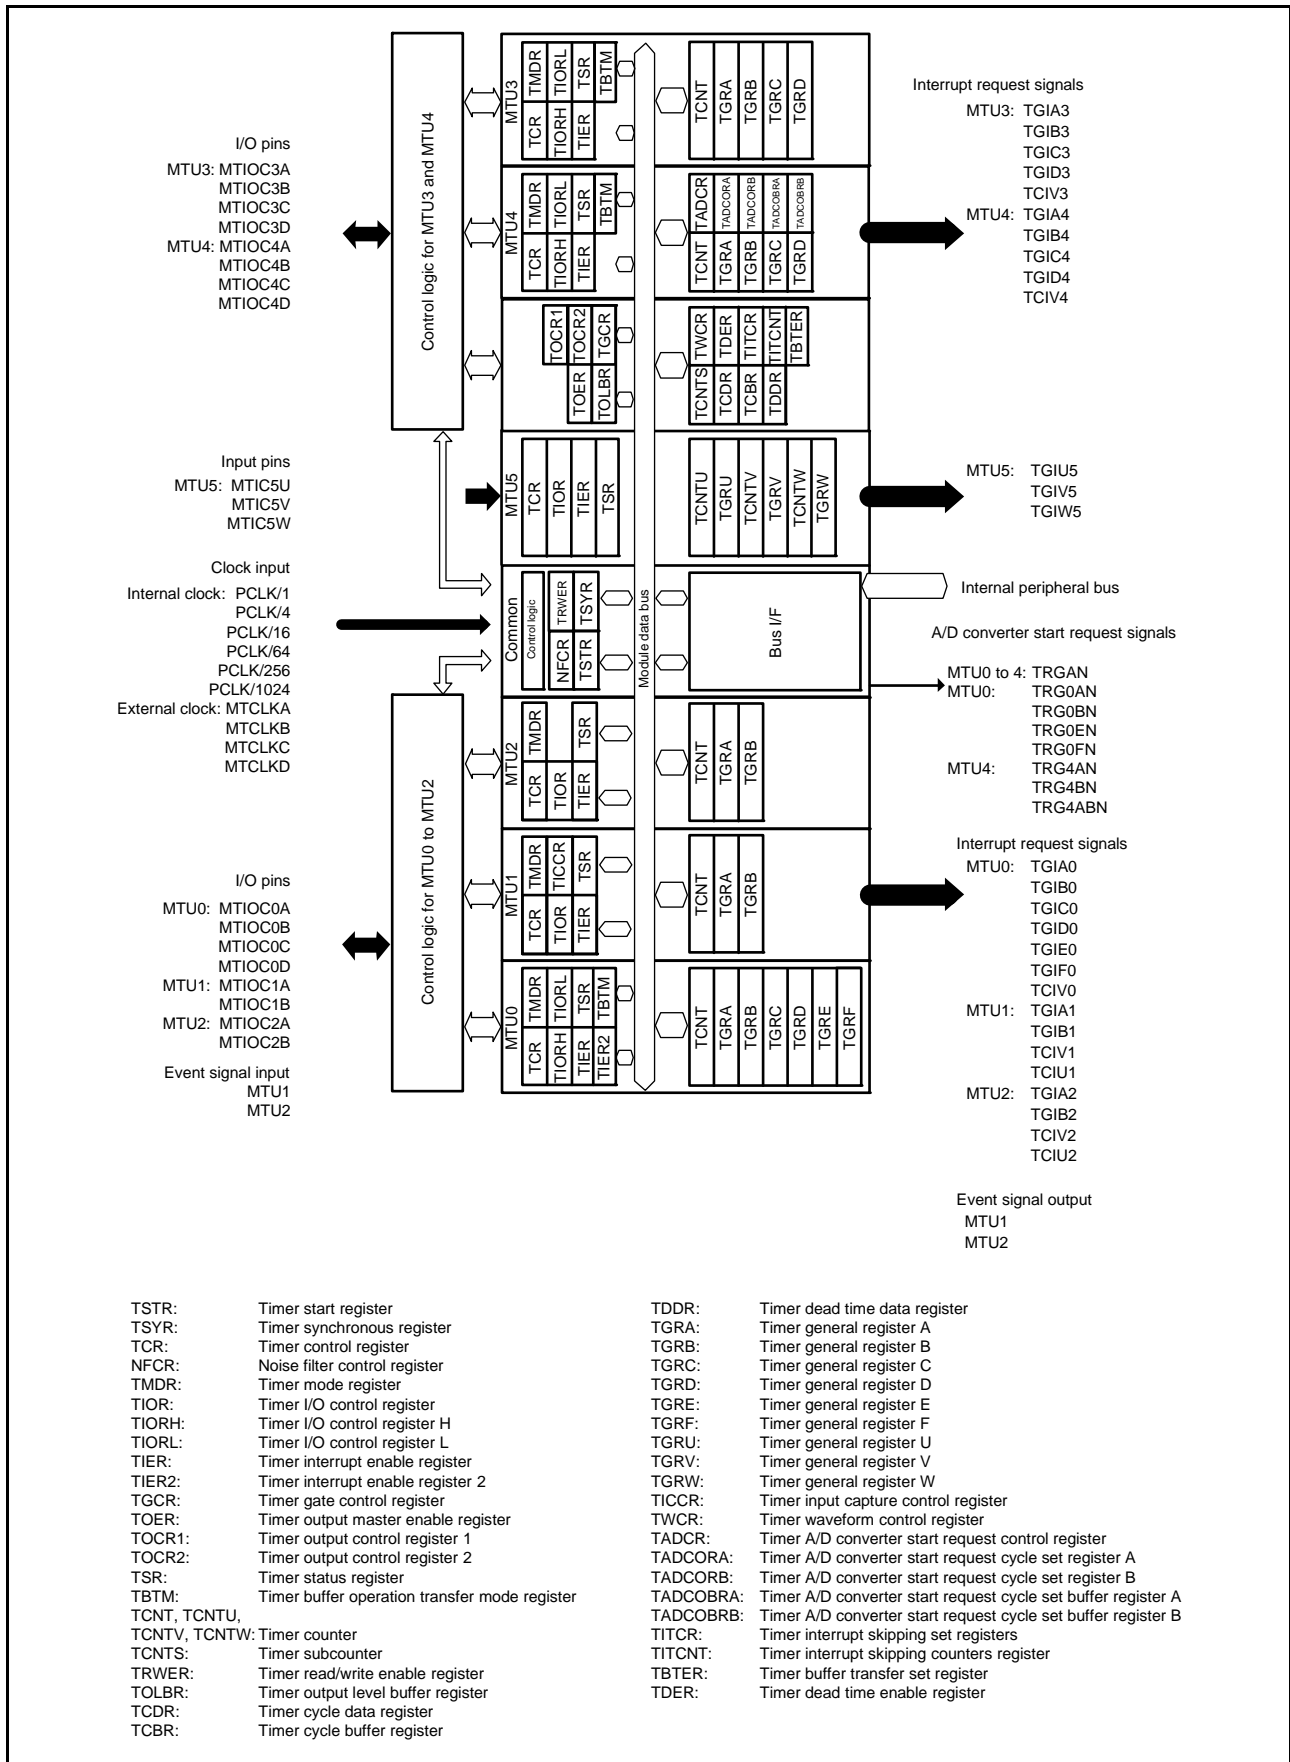 I/O pins
MTU3: MTIOC3A
MTIOC3B
MTIOC3C
MTIOC3D
MTU4: MTIOC4A
MTIOC4B
MTIOC4C
MTIOC4D
Input pins
MTU5: MTIC5U
MTIC5V
MTIC5W
Clock input
Internal clock: PCLK/1
PCLK/4
PCLK/16
PCLK/64
PCLK/256
PCLK/1024
External clock: MTCLKA
MTCLKB
MTCLKC
MTCLKD
I/O pins
MTU0: MTIOC0A
MTIOC0B
MTIOC0C
MTIOC0D
MTU1: MTIOC1A
MTIOC1B
MTU2: MTIOC2A
MTIOC2B
Event signal input
MTU1
MTU2
Control logic for MTU3 and MTU4
Control logic for MTU0 to MTU2
MTU3
TCR
TMDR
TIORH
TIORL
TIER
TSR
TBTM
TCNT
TGRA
TGRB
TGRC
TGRD
MTU4
TCR
TMDR
TIORH
TIORL
TIER
TSR
TBTM
TCNT
TADCR
TGRA
TADCORA
TGRB
TADCORB
TGRC
TADCOBRA
TGRD
TADCOBRB
TOCR1
TOER
TOCR2
TOLBR
TGCR
TCNTS
TWCR
TCDR
TDER
TCBR
TITCR
TDDR
TITCNT
TBTER
MTU5
TCR
TIOR
TIER
TSR
TCNTU
TGRU
TCNTV
TGRV
TCNTW
TGRW
Common
Control logic
NFCR
TRWER
TSTR
TSYR
Module data bus
Bus I/F
MTU2
TCR
TMDR
TIOR
TIER
TSR
TCNT
TGRA
TGRB
MTU1
TCR
TMDR
TIOR
TICCR
TIER
TSR
TCNT
TGRA
TGRB
MTU0
TCR
TMDR
TIORH
TIORL
TIER
TSR
TIER2
TBTM
TCNT
TGRA
TGRB
TGRC
TGRD
TGRE
TGRF
Interrupt request signals
MTU3: TGIA3
TGIB3
TGIC3
TGID3
TCIV3
MTU4: TGIA4
TGIB4
TGIC4
TGID4
TCIV4
MTU5: TGIU5
TGIV5
TGIW5
Internal peripheral bus
A/D converter start request signals
MTU0 to 4: TRGAN
MTU0: TRG0AN
TRG0BN
TRG0EN
TRG0FN
MTU4: TRG4AN
TRG4BN
TRG4ABN
Interrupt request signals
MTU0: TGIA0
TGIB0
TGIC0
TGID0
TGIE0
TGIF0
TCIV0
MTU1: TGIA1
TGIB1
TCIV1
TCIU1
MTU2: TGIA2
TGIB2
TCIV2
TCIU2
Event signal output
MTU1
MTU2
TSTR: Timer start register
TSYR: Timer synchronous register
TCR: Timer control register
NFCR: Noise filter control register
TMDR: Timer mode register
TIOR: Timer I/O control register
TIORH: Timer I/O control register H
TIORL: Timer I/O control register L
TIER: Timer interrupt enable register
TIER2: Timer interrupt enable register 2
TGCR: Timer gate control register
TOER: Timer output master enable register
TOCR1: Timer output control register 1
TOCR2: Timer output control register 2
TSR: Timer status register
TBTM: Timer buffer operation transfer mode register
TCNT, TCNTU,
TCNTV, TCNTW: Timer counter
TCNTS: Timer subcounter
TRWER: Timer read/write enable register
TOLBR: Timer output level buffer register
TCDR: Timer cycle data register
TCBR: Timer cycle buffer register
TDDR: Timer dead time data register
TGRA: Timer general register A
TGRB: Timer general register B
TGRC: Timer general register C
TGRD: Timer general register D
TGRE: Timer general register E
TGRF: Timer general register F
TGRU: Timer general register U
TGRV: Timer general register V
TGRW: Timer general register W
TICCR: Timer input capture control register
TWCR: Timer waveform control register
TADCR: Timer A/D converter start request control register
TADCORA: Timer A/D converter start request cycle set register A
TADCORB: Timer A/D converter start request cycle set register B
TADCOBRA: Timer A/D converter start request cycle set buffer register A
TADCOBRB: Timer A/D converter start request cycle set buffer register B
TITCR: Timer interrupt skipping set registers
TITCNT: Timer interrupt skipping counters register
TBTER: Timer buffer transfer set register
TDER: Timer dead time enable register